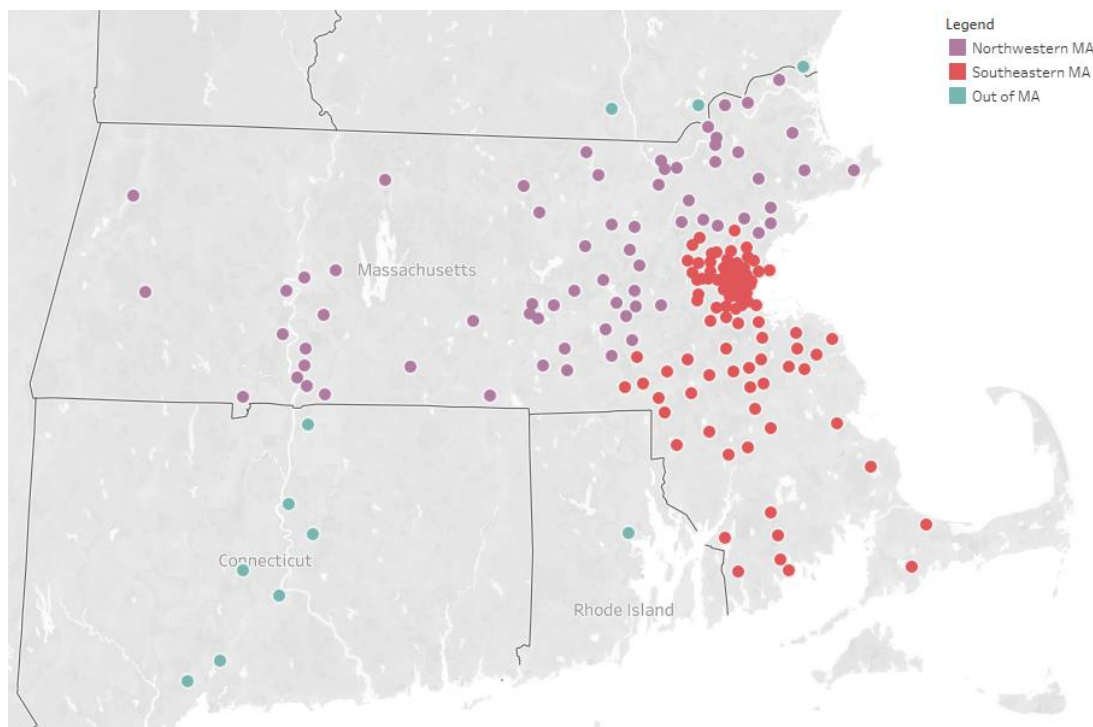 Legend
Northwestern MA
Southeastern MA
Out of MA
Massachusetts
Connecticut
Rhode Island